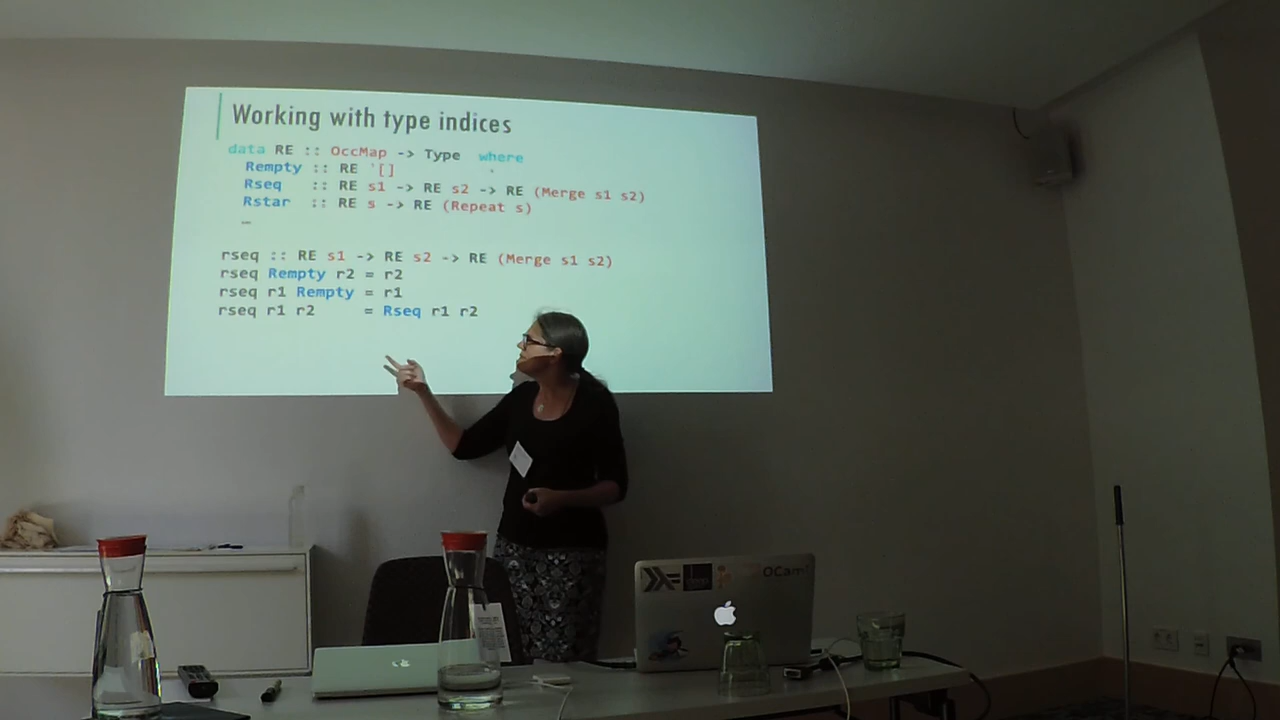 Working with type indices
data RE :: OccMap -> Type where
Rempty :: RE '[]
Rseq :: RE s1 -> RE s2 -> RE (Merge s1 s2)
Rstar :: RE s -> RE (Repeat s)
…
rseq :: RE s1 -> RE s2 -> RE (Merge s1 s2)
rseq Rempty r2 = r2
rseq r1 Rempty = r1
rseq r1 r2 = Rseq r1 r2
OCaml